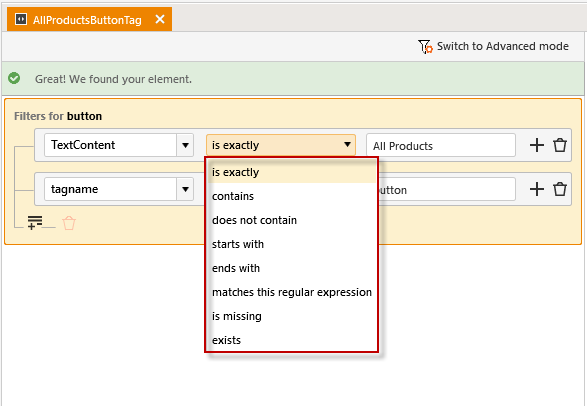 AllProductsButtonTag
Switch to Advanced mode
Great! We found your element.
Filters for button
TextContent is exactly All Products
is exactly
tagname
contains
does not contain
starts with
ends with
matches this regular expression
is missing
exists